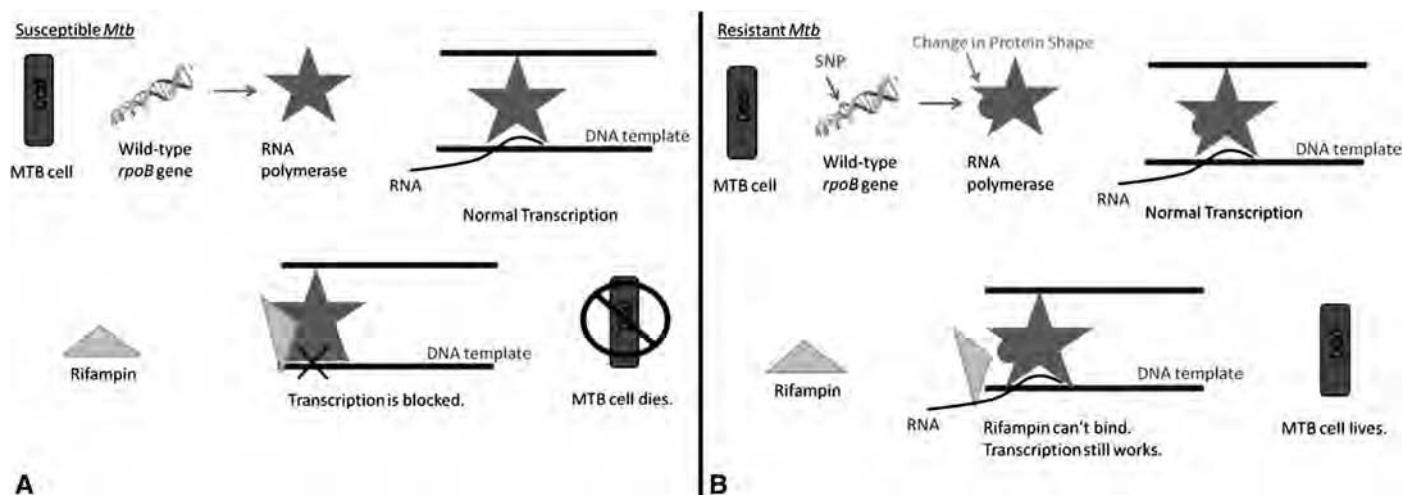 Susceptible Mtb
MTB cell
Wild-type
rpoB gene
RNA
polymerase
DNA template
RNA
Normal Transcription
Rifampin
DNA template
Transcription is blocked.
MTB cell dies.
A
Resistant Mtb
Change in Protein Shape
SNP
MTB cell
Wild-type
rpoB gene
RNA
polymerase
DNA template
RNA
Normal Transcription
Rifampin
DNA template
RNA
Rifampin can't bind.
Transcription still works.
MTB cell lives.
B